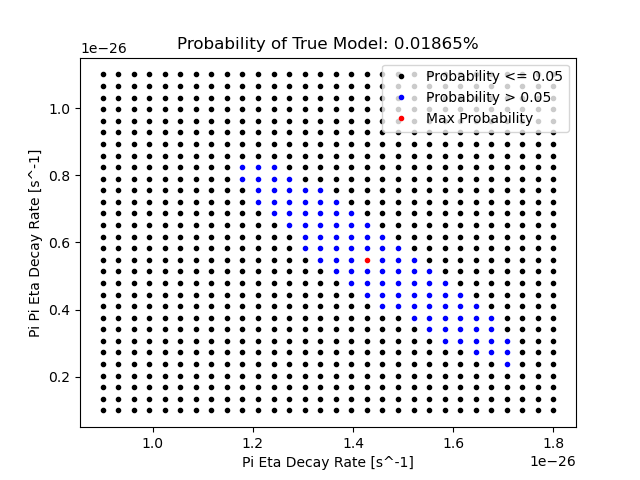 Probability of True Model: 0.01865%
1e−26
Probability <= 0.05
Probability > 0.05
Max Probability
1.0
0.8
0.6
0.4
0.2
Pi Pi Eta Decay Rate [s^-1]
1.0 1.2 1.4 1.6 1.8
Pi Eta Decay Rate [s^-1]
1e−26